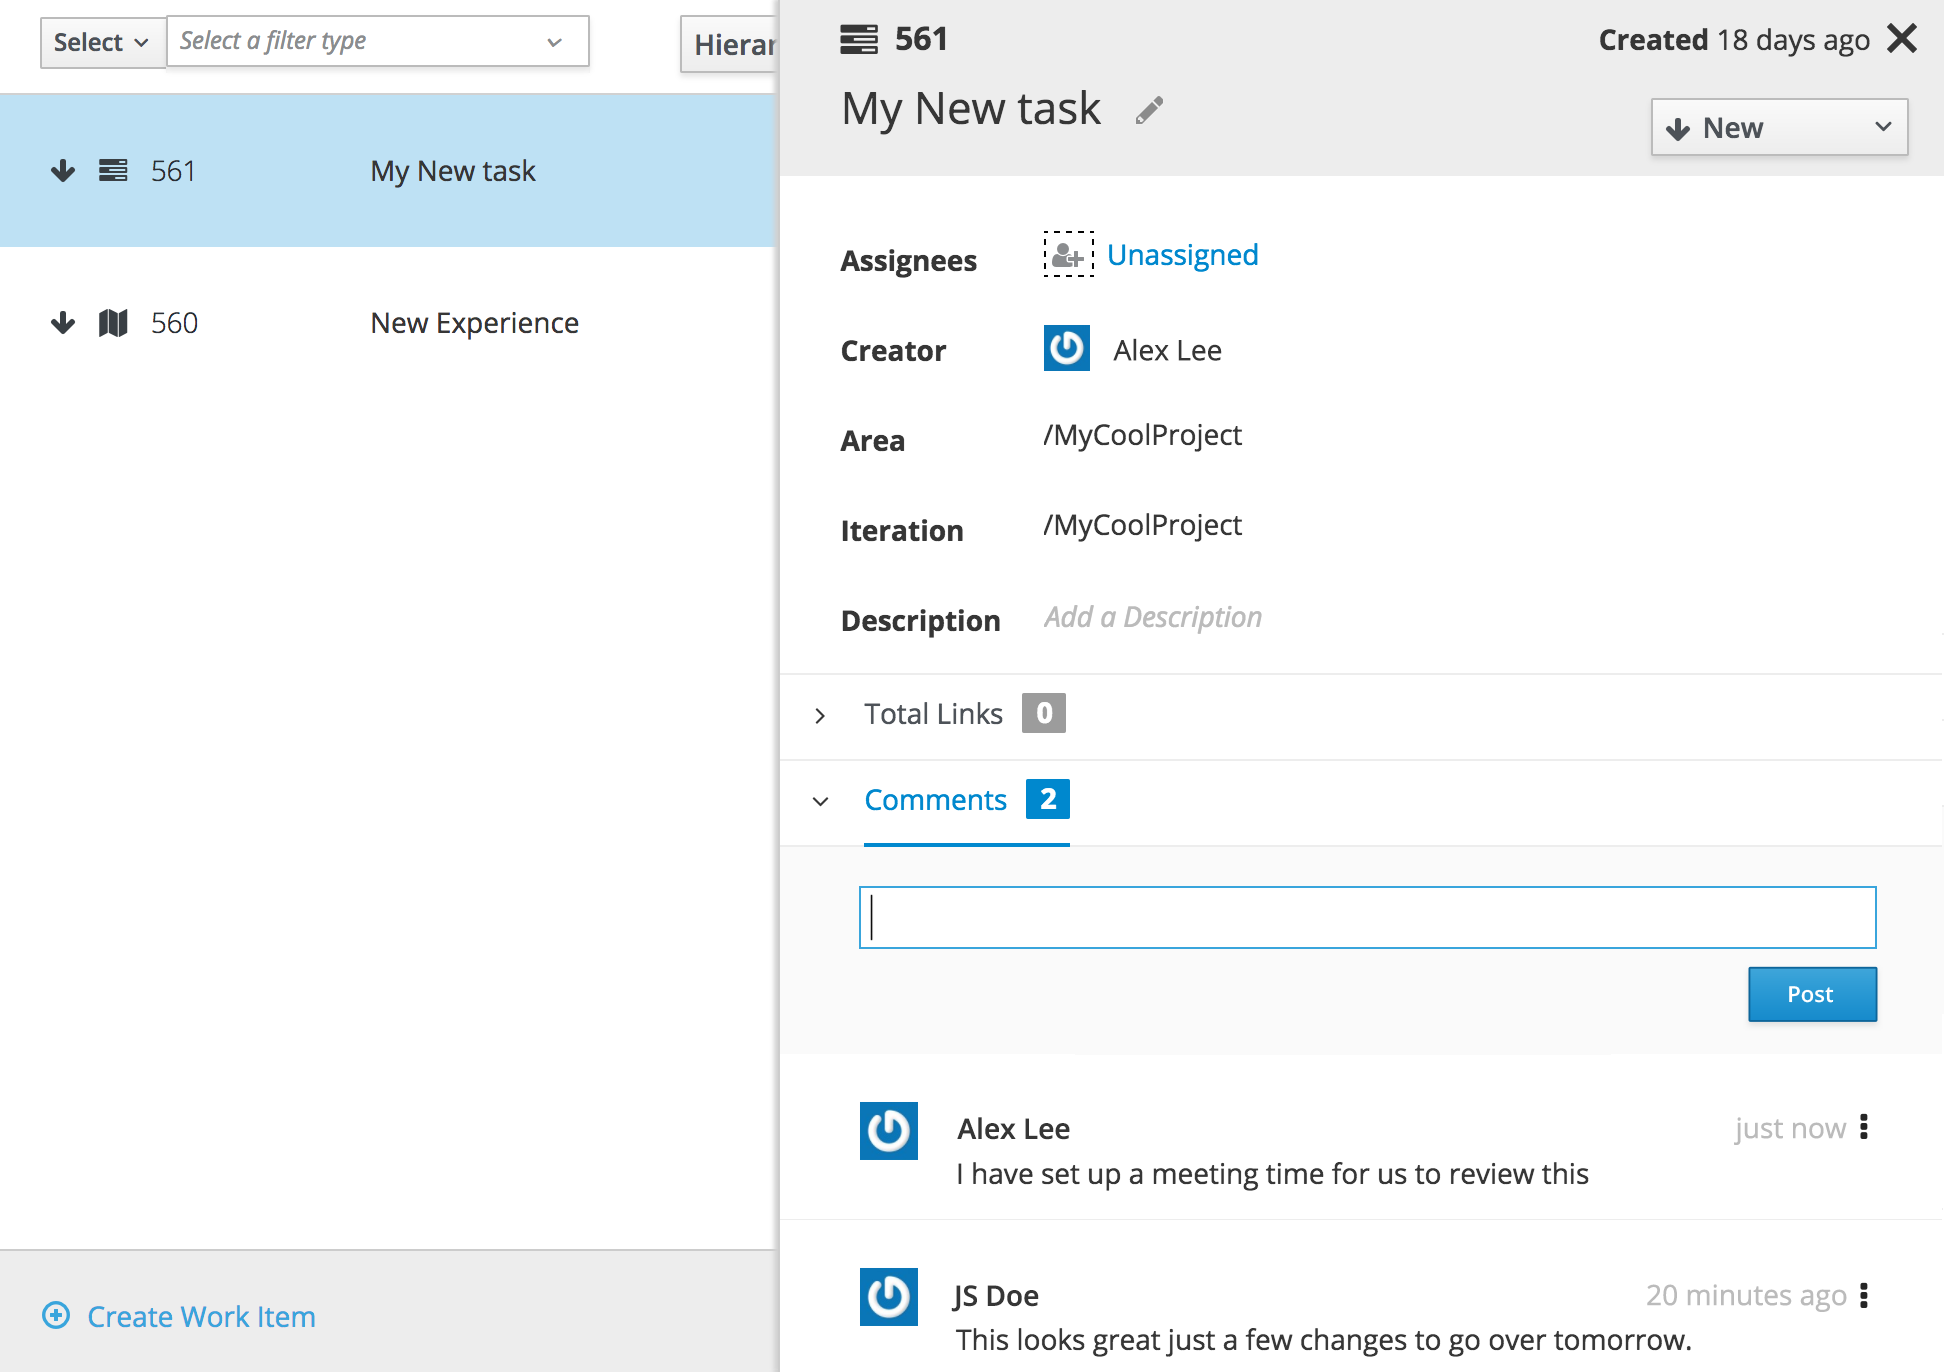 Select
Select a filter type
561
My New task
560
New Experience
Create Work Item
561
Created 18 days ago
My New task
New
Assignees
Unassigned
Creator
Alex Lee
Area
/MyCoolProject
Iteration
/MyCoolProject
Description
Add a Description
Total Links 0
Comments 2
Post
Alex Lee
just now
I have set up a meeting time for us to review this
JS Doe
20 minutes ago
This looks great just a few changes to go over tomorrow.